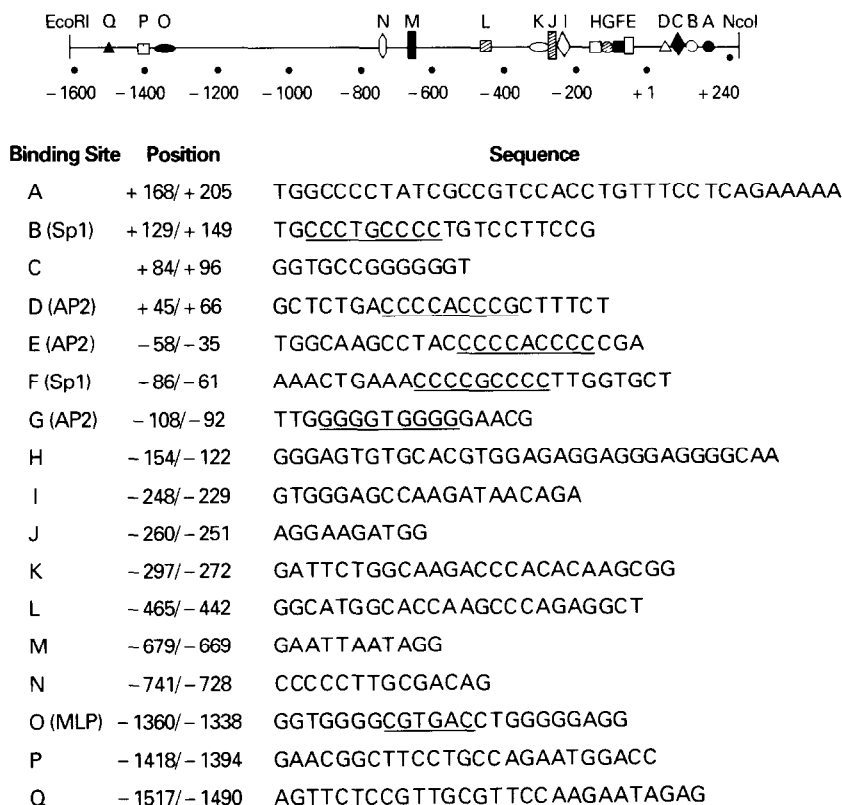 EcoRI Q P O N M L K J I HGFE DCBA NcoI
−1600 −1400 −1200 −1000 −800 −600 −400 −200 +1 +240
Binding Site Position Sequence
A +168/+205 TGGCCCCTATCGCCGTCCACCTGTTTCCTCAGAAAAA
B (Sp1) +129/+149 TGCCCTGCCCCTGTCCTTCCG
C +84/+96 GGTGCCGGGGGGT
D (AP2) +45/+66 GCTCTGACCCCACCCGCTTTCT
E (AP2) −58/−35 TGGCAAGCCTACCCCCCACCCCCGA
F (Sp1) −86/−61 AAACTGAAACCCCGCCCCTTGGTGCT
G (AP2) −108/−92 TTGGGGGTGGGGGAACG
H −154/−122 GGGAGTGTGCACGTGGAGAGGAGGGAGGGGCAA
I −248/−229 GTGGGAGCCAAGATAACAGA
J −260/−251 AGGAAGATGG
K −297/−272 GATTCTGGCAAGACCCACACAAGCGG
L −465/−442 GGCATGGCACCAAGCCCAGAGGCT
M −679/−669 GAATTAATAGG
N −741/−728 CCCCCTTGCGACAG
O (MLP) −1360/−1338 GGTGGGGCGTGACCTGGGGGAGG
P −1418/−1394 GAACGGCTTCCTGCCAGAATGGACC
Q −1517/−1490 AGTTCTCCGTTGCGTTCCAAGAATAGAG